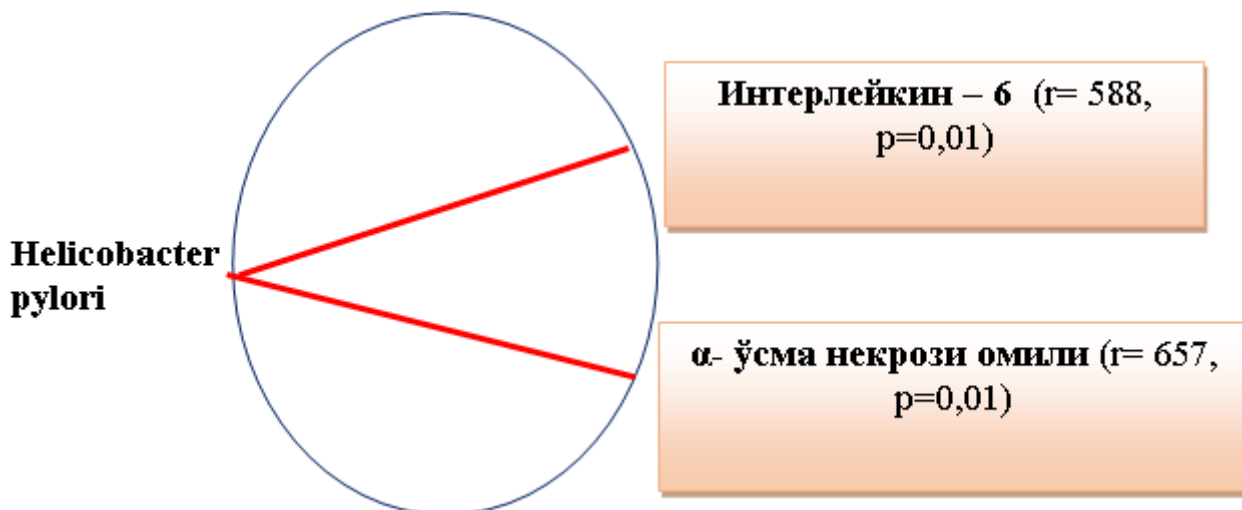 Helicobacter
pylori
Интерлейкин – 6 (r= 588,
p=0,01)
α- ўсма некрози омили (r= 657,
p=0,01)